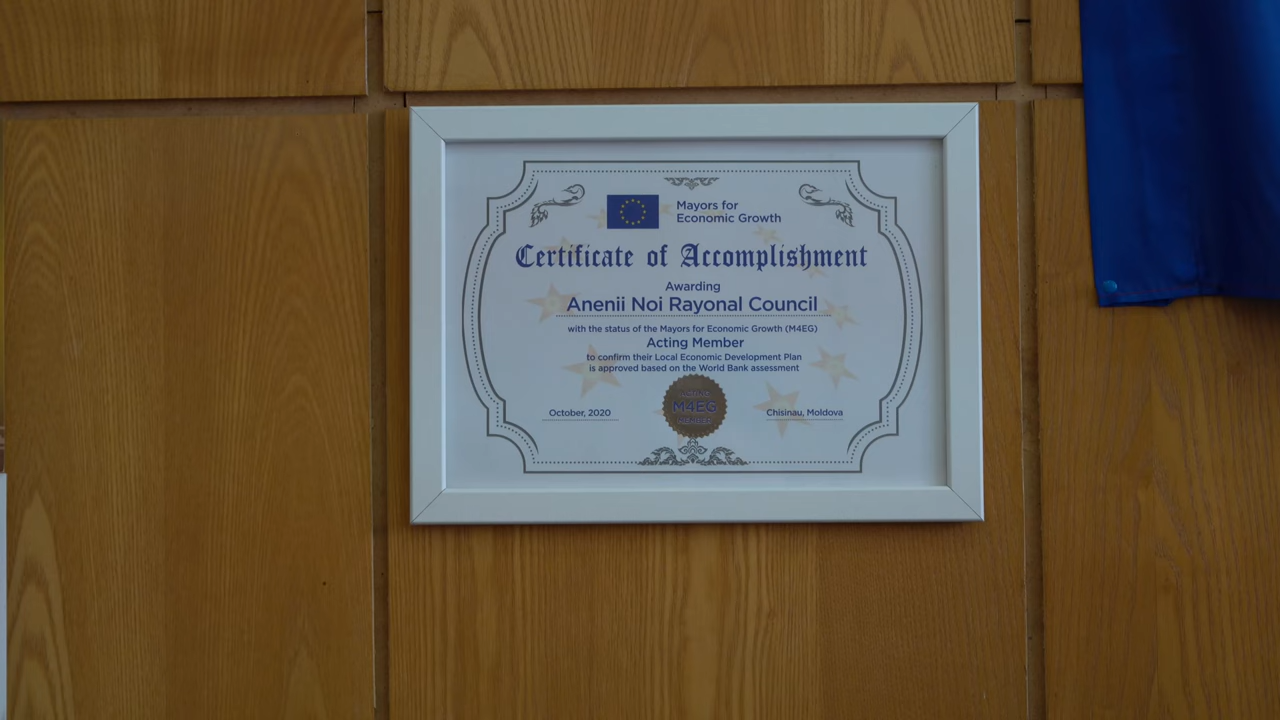 Mayors for
Economic Growth
Certificate of Accomplishment
Awarding
Anenii Noi Rayonal Council
with the status of the Mayors for Economic Growth (M4EG)
Acting Member
to confirm their Local Economic Development Plan
is approved based on the World Bank assessment
October, 2020
M4EG
MEMBER
Chisinau, Moldova